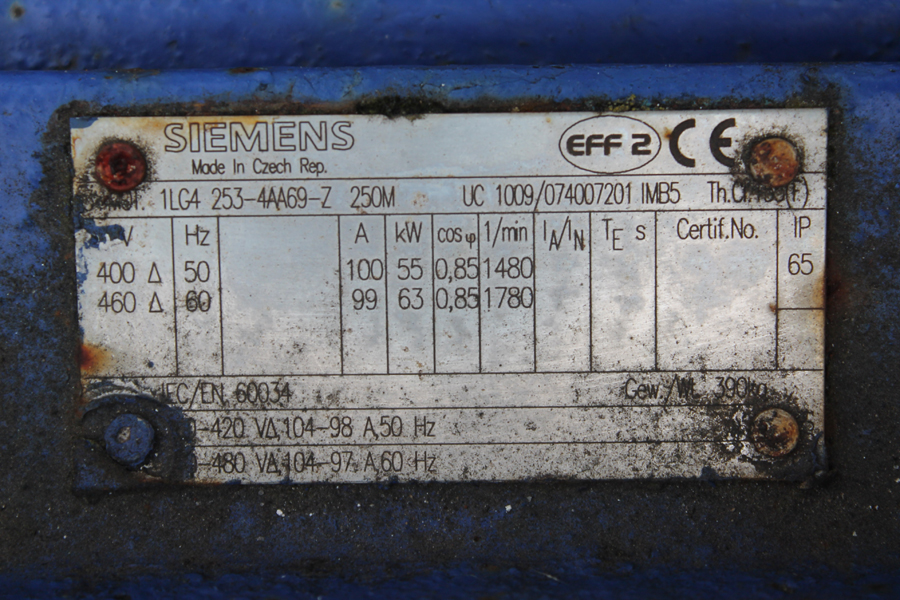 SIEMENS EFF 2 CE
Made In Czech Rep.
1LG4 253-4AA69-Z 250M UC 1009/074007201 IMB5
V Hz A kW cosφ 1/min IA/IN TE s Certif.No. IP
400 Δ 50 100 55 0,85 1480 65
460 Δ 60 99 63 0,85 1780
IEC/EN 60034 Gew./Wt. 390kg
-420 VΔ,104-98 A,50 Hz
-480 VΔ,104-97 A,60 Hz